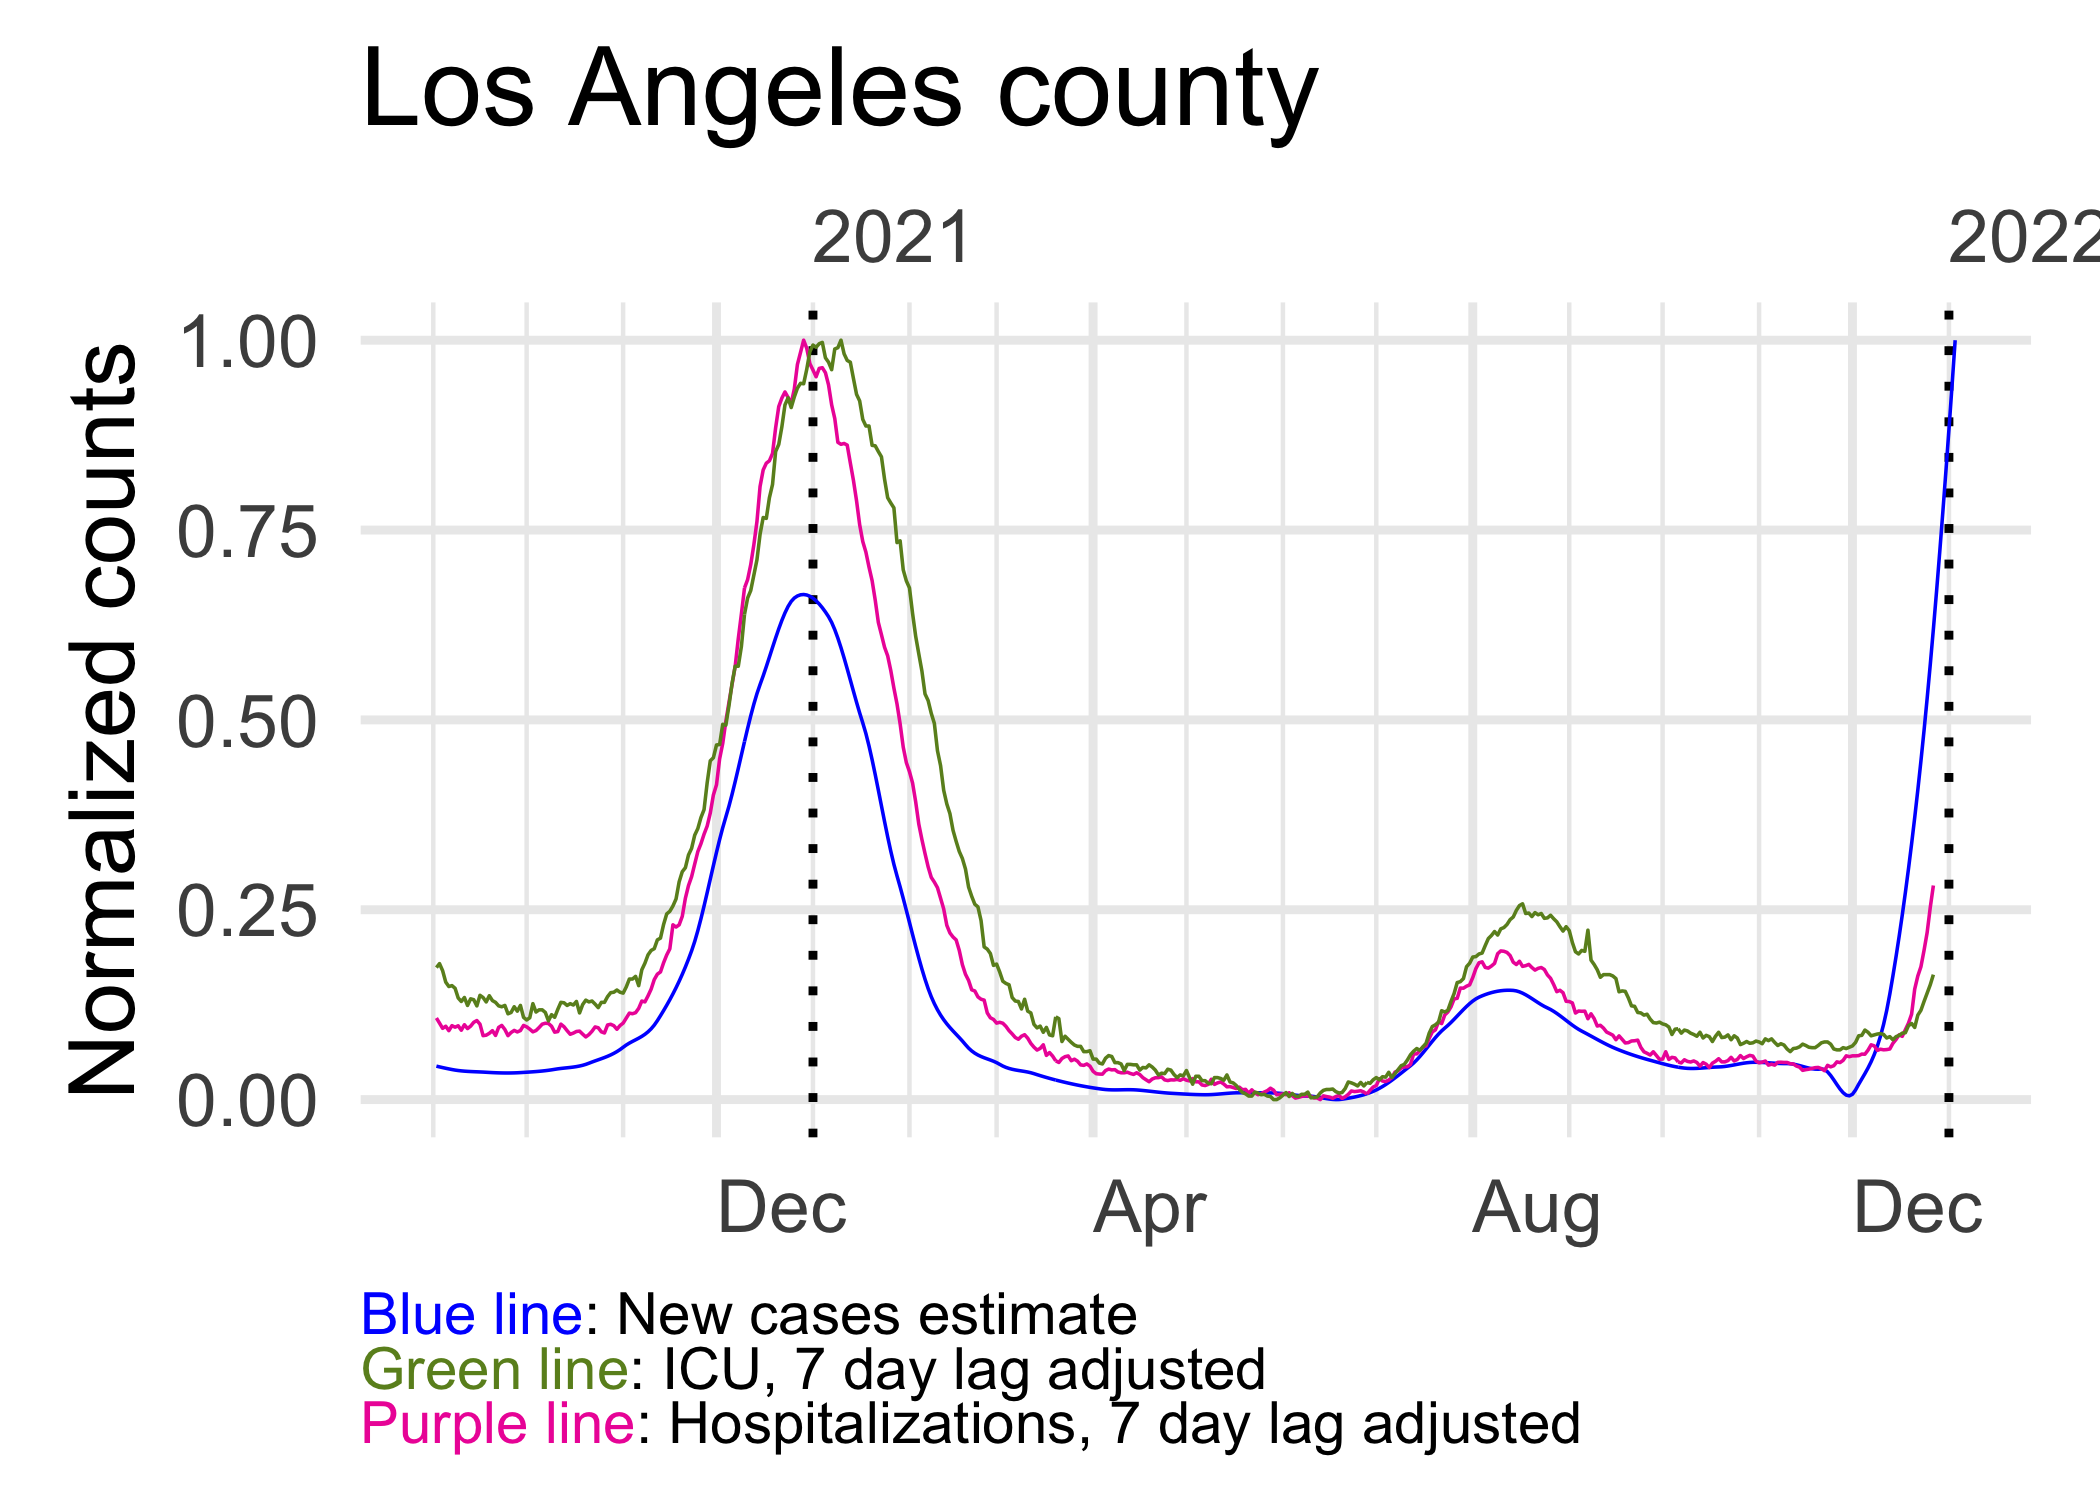 Los Angeles county
2021 2022
1.00
0.75
0.50
0.25
0.00
Normalized counts
Dec Apr Aug Dec
Blue line: New cases estimate
Green line: ICU, 7 day lag adjusted
Purple line: Hospitalizations, 7 day lag adjusted